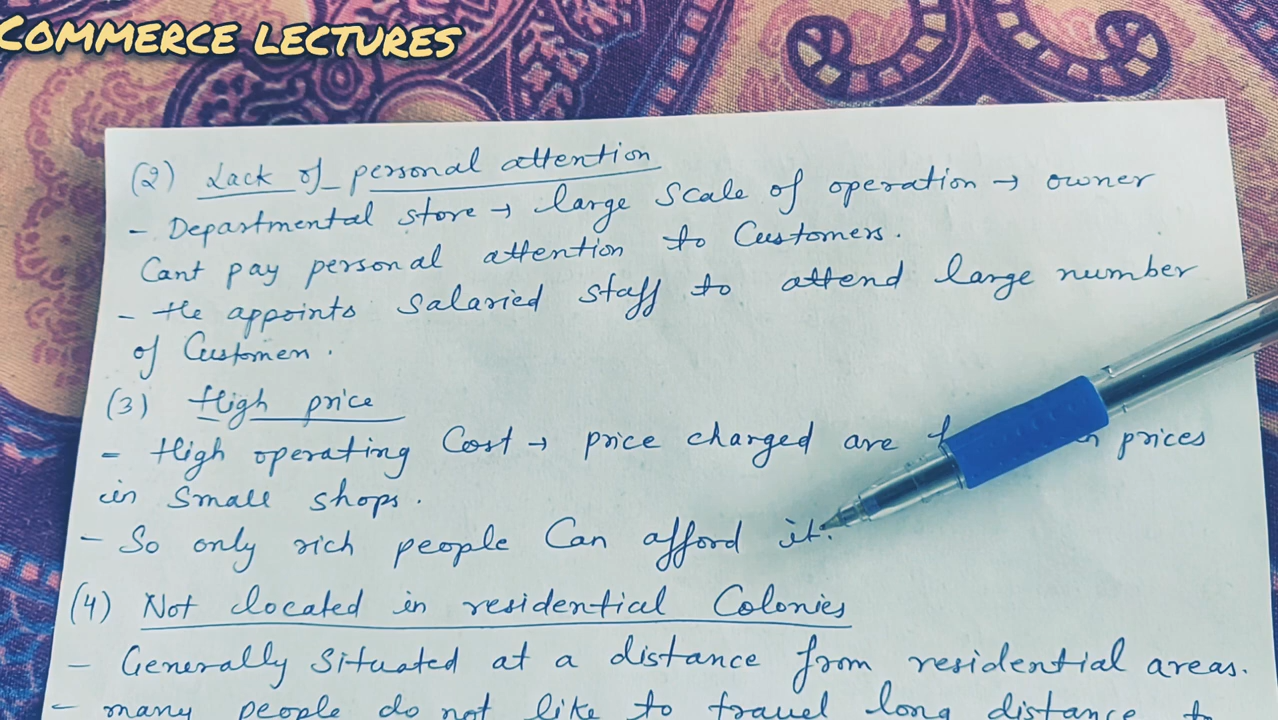 COMMERCE LECTURES
(2) Lack of personal attention
- Departmental store → large scale of operation → owner
Cant pay personal attention to Customers.
- He appoints salaried staff to attend large number
of Customers.
(3) High price
- High operating Cost → price charged are prices
in Small shops.
- So only rich people Can afford it.
(4) Not located in residential Colonies
- Generally Situated at a distance from residential areas.
- many people do not like to travel long distance to